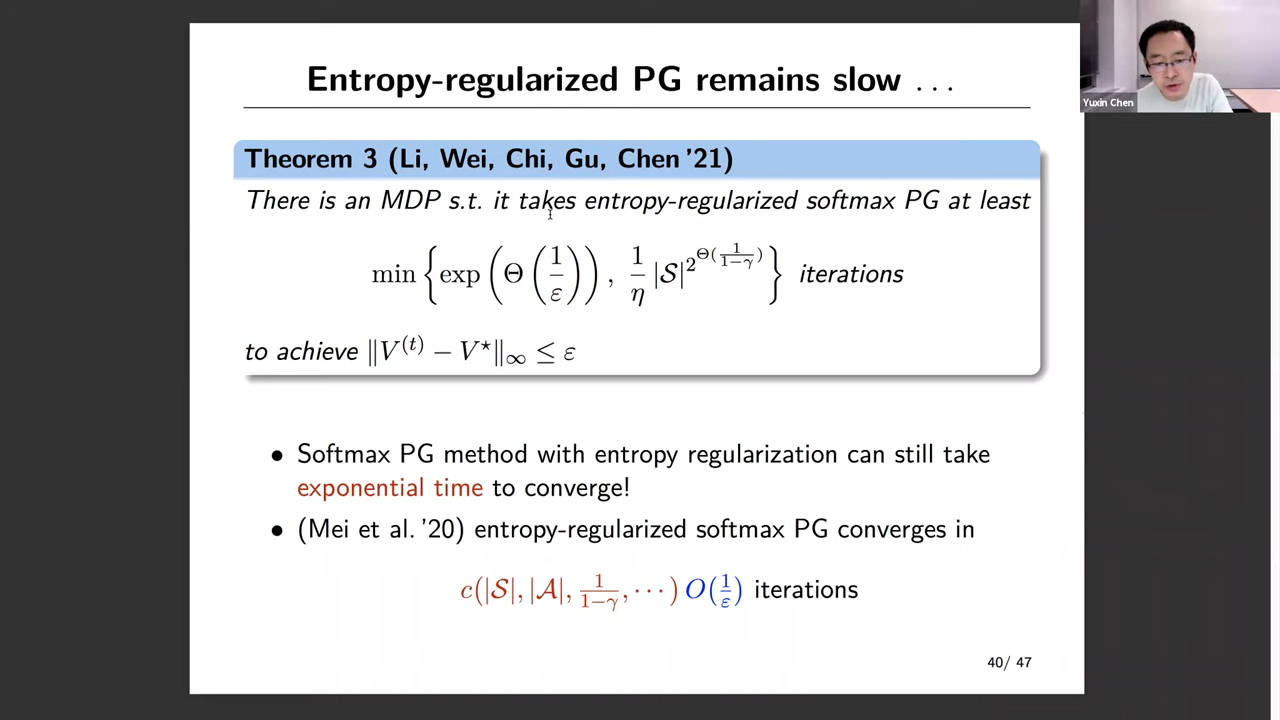 Entropy-regularized PG remains slow ...
Yuxin Chen
Theorem 3 (Li, Wei, Chi, Gu, Chen '21)
There is an MDP s.t. it takes entropy-regularized softmax PG at least
min { exp ( Θ ( 1/ε ) ) , 1/η |S|^{2^{Θ(1/(1−γ))}} } iterations
to achieve ‖V^{(t)} − V^⋆‖_∞ ≤ ε
• Softmax PG method with entropy regularization can still take
exponential time to converge!
• (Mei et al. '20) entropy-regularized softmax PG converges in
c(|S|, |A|, 1/(1−γ), ⋯) O(1/ε) iterations
40/ 47